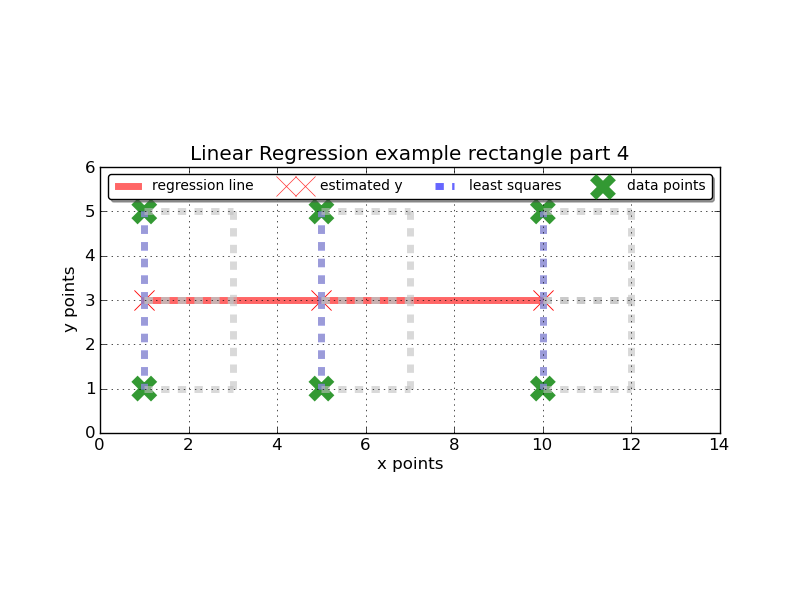 Linear Regression example rectangle part 4
regression line estimated y least squares data points
6
5
4
3
2
1
0
y points
0 2 4 6 8 10 12 14
x points